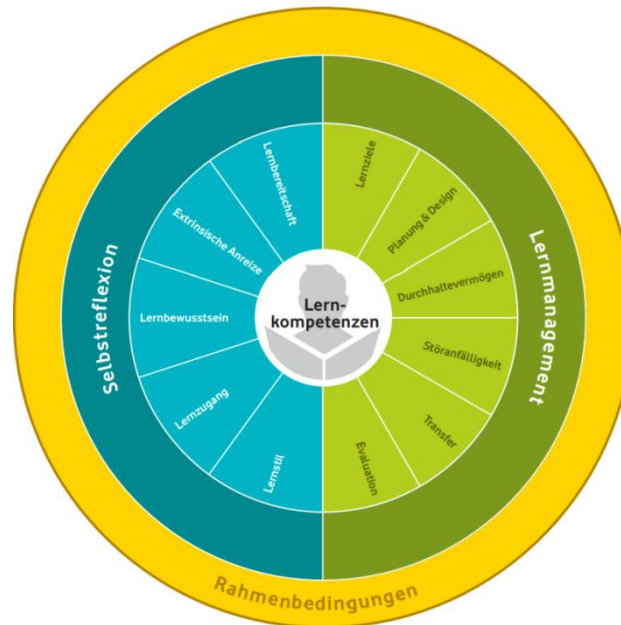 Lern-
kompetenzen
Selbstreflexion
Lernbereitschaft
Extrinsische Anreize
Lernbewusstsein
Lernzugang
Lernstil
Lernmanagement
Lernziele
Planung & Design
Durchhaltevermögen
Störanfälligkeit
Transfer
Evaluation
Rahmenbedingungen